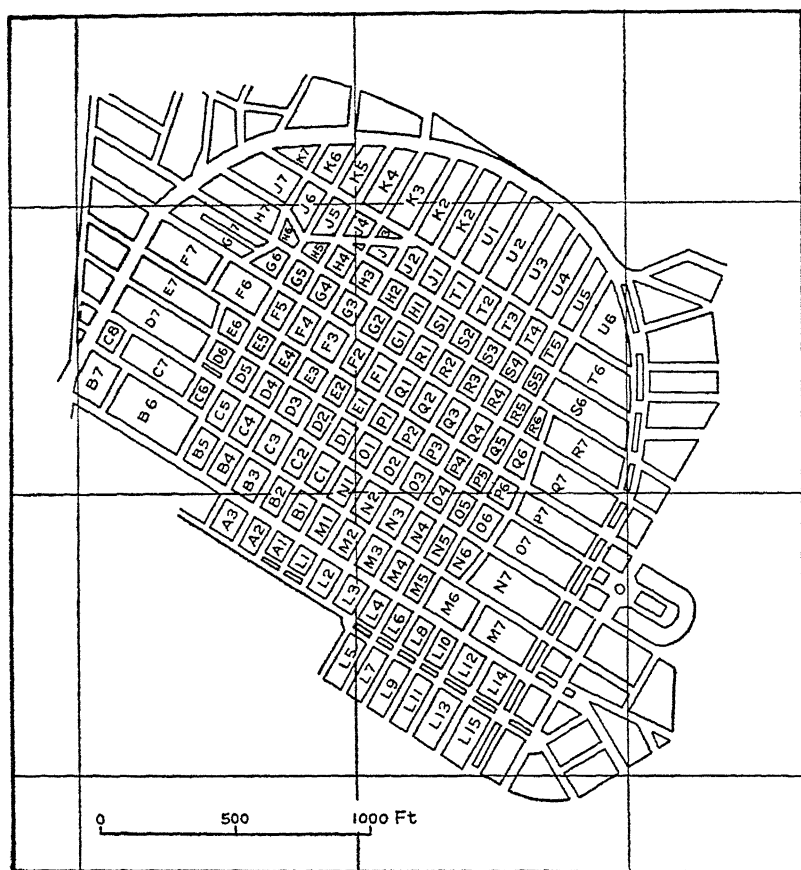 K7 K6 K5 K4 K3 K2 K2 U1 U2 U3 U4 U5 U6
J7 J6 J5 J4 J3 J2 J1 T1 T2 T3 T4 T5 T6
H7 H6 H5 H4 H3 H2 H1 S1 S2 S3 S4 S5 S6
G7 G6 G5 G4 G3 G2 G1 R1 R2 R3 R4 R5 R6 R7
F7 F6 F5 F4 F3 F2 F1 Q1 Q2 Q3 Q4 Q5 Q6 Q7
E7 E6 E5 E4 E3 E2 E1 P1 P2 P3 P4 P5 P6 P7
D7 D6 D5 D4 D3 D2 D1 O1 O2 O3 O4 O5 O6 O7
C8 C7 C6 C5 C4 C3 C2 C1 N1 N2 N3 N4 N5 N6 N7
B7 B6 B5 B4 B3 B2 B1 M1 M2 M3 M4 M5 M6 M7
A3 A2 A1 L1 L2 L3 L4 L6 L8 L10 L12 L14
L5 L7 L9 L11 L13 L15
0 500 1000 Ft